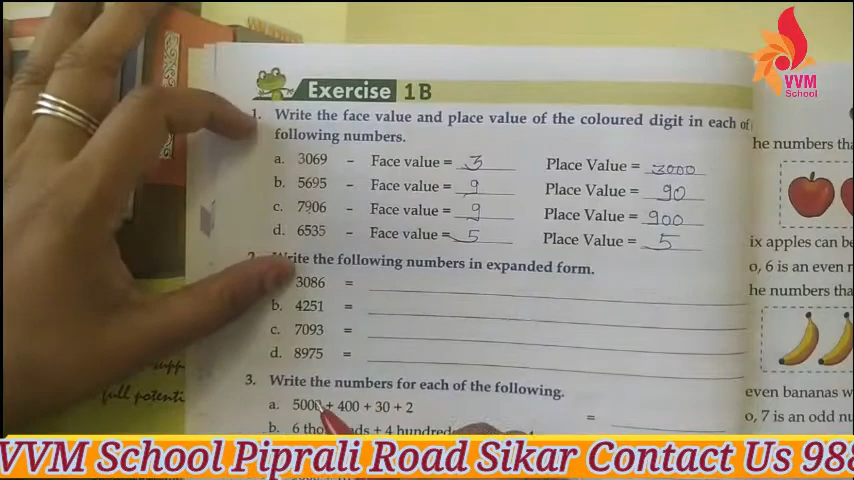 VVM
School
Exercise 1B
1. Write the face value and place value of the coloured digit in each of
following numbers.
a. 3069 - Face value = 3 Place Value = 3000
b. 5695 - Face value = 9 Place Value = 90
c. 7906 - Face value = 9 Place Value = 900
d. 6535 - Face value = 5 Place Value = 5
2. Write the following numbers in expanded form.
3086 =
b. 4251 =
c. 7093 =
d. 8975 =
3. Write the numbers for each of the following.
a. 5000 + 400 + 30 + 2 =
b. 6 + 4 hundreds
he numbers tha
ix apples can be
o, 6 is an even n
he numbers tha
even bananas w
o, 7 is an odd nu
full potenti
VVM School Piprali Road Sikar Contact Us 988